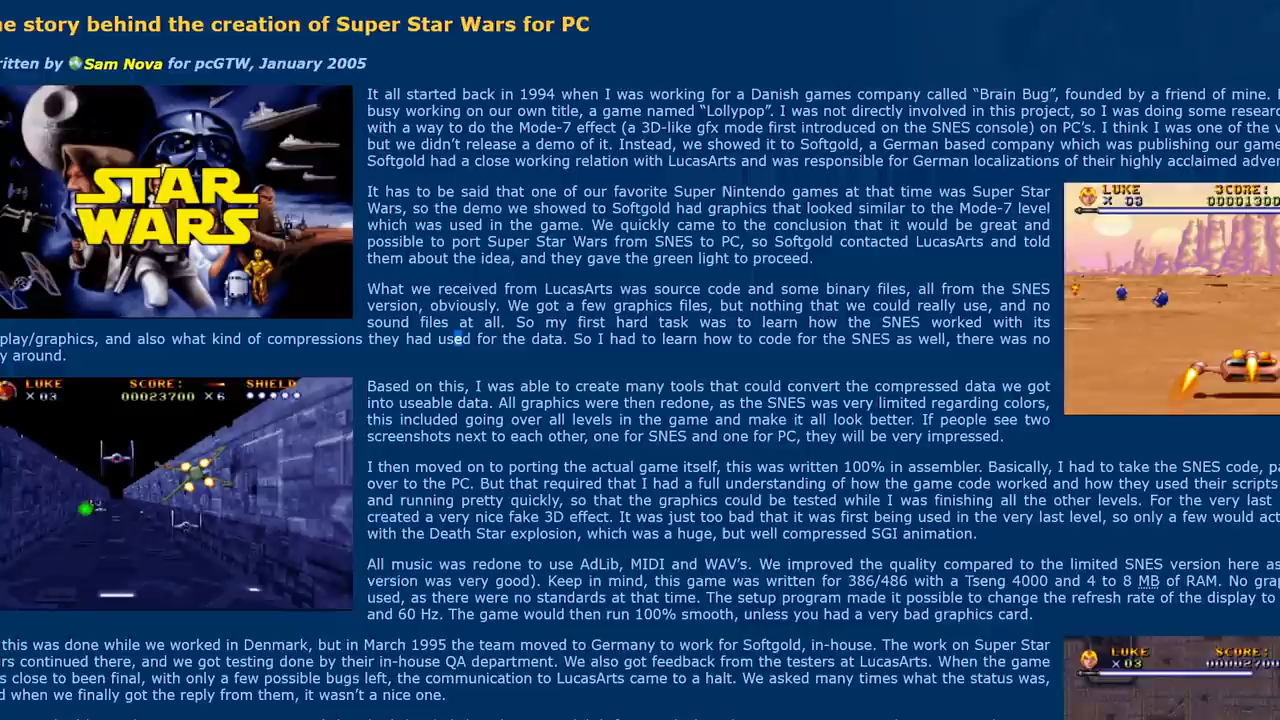 e story behind the creation of Super Star Wars for PC
ritten by Sam Nova for pcGTW, January 2005
STAR
WARS
It all started back in 1994 when I was working for a Danish games company called “Brain Bug”, founded by a friend of mine.
busy working on our own title, a game named “Lollypop”. I was not directly involved in this project, so I was doing some resear
with a way to do the Mode-7 effect (a 3D-like gfx mode first introduced on the SNES console) on PC’s. I think I was one of the
but we didn’t release a demo of it. Instead, we showed it to Softgold, a German based company which was publishing our game
Softgold had a close working relation with LucasArts and was responsible for German localizations of their highly acclaimed adve
It has to be said that one of our favorite Super Nintendo games at that time was Super Star
Wars, so the demo we showed to Softgold had graphics that looked similar to the Mode-7 level
which was used in the game. We quickly came to the conclusion that it would be great and
possible to port Super Star Wars from SNES to PC, so Softgold contacted LucasArts and told
them about the idea, and they gave the green light to proceed.
LUKE SCORE:
X 03 00001300
What we received from LucasArts was source code and some binary files, all from the SNES
version, obviously. We got a few graphics files, but nothing that we could really use, and no
sound files at all. So my first hard task was to learn how the SNES worked with its
play/graphics, and also what kind of compressions they had used for the data. So I had to learn how to code for the SNES as well, there was no
y around.
LUKE SCORE: SHIELD
X 03 00023700 X 6
Based on this, I was able to create many tools that could convert the compressed data we got
into useable data. All graphics were then redone, as the SNES was very limited regarding colors,
this included going over all levels in the game and make it all look better. If people see two
screenshots next to each other, one for SNES and one for PC, they will be very impressed.
I then moved on to porting the actual game itself, this was written 100% in assembler. Basically, I had to take the SNES code, pa
over to the PC. But that required that I had a full understanding of how the game code worked and how they used their scripts
and running pretty quickly, so that the graphics could be tested while I was finishing all the other levels. For the very last
created a very nice fake 3D effect. It was just too bad that it was first being used in the very last level, so only a few would act
with the Death Star explosion, which was a huge, but well compressed SGI animation.
All music was redone to use AdLib, MIDI and WAV’s. We improved the quality compared to the limited SNES version here as
version was very good). Keep in mind, this game was written for 386/486 with a Tseng 4000 and 4 to 8 MB of RAM. No grap
used, as there were no standards at that time. The setup program made it possible to change the refresh rate of the display to
and 60 Hz. The game would then run 100% smooth, unless you had a very bad graphics card.
this was done while we worked in Denmark, but in March 1995 the team moved to Germany to work for Softgold, in-house. The work on Super Star
rs continued there, and we got testing done by their in-house QA department. We also got feedback from the testers at LucasArts. When the game
s close to been final, with only a few possible bugs left, the communication to LucasArts came to a halt. We asked many times what the status was,
d when we finally got the reply from them, it wasn’t a nice one.
LUKE SCORE:
X 03